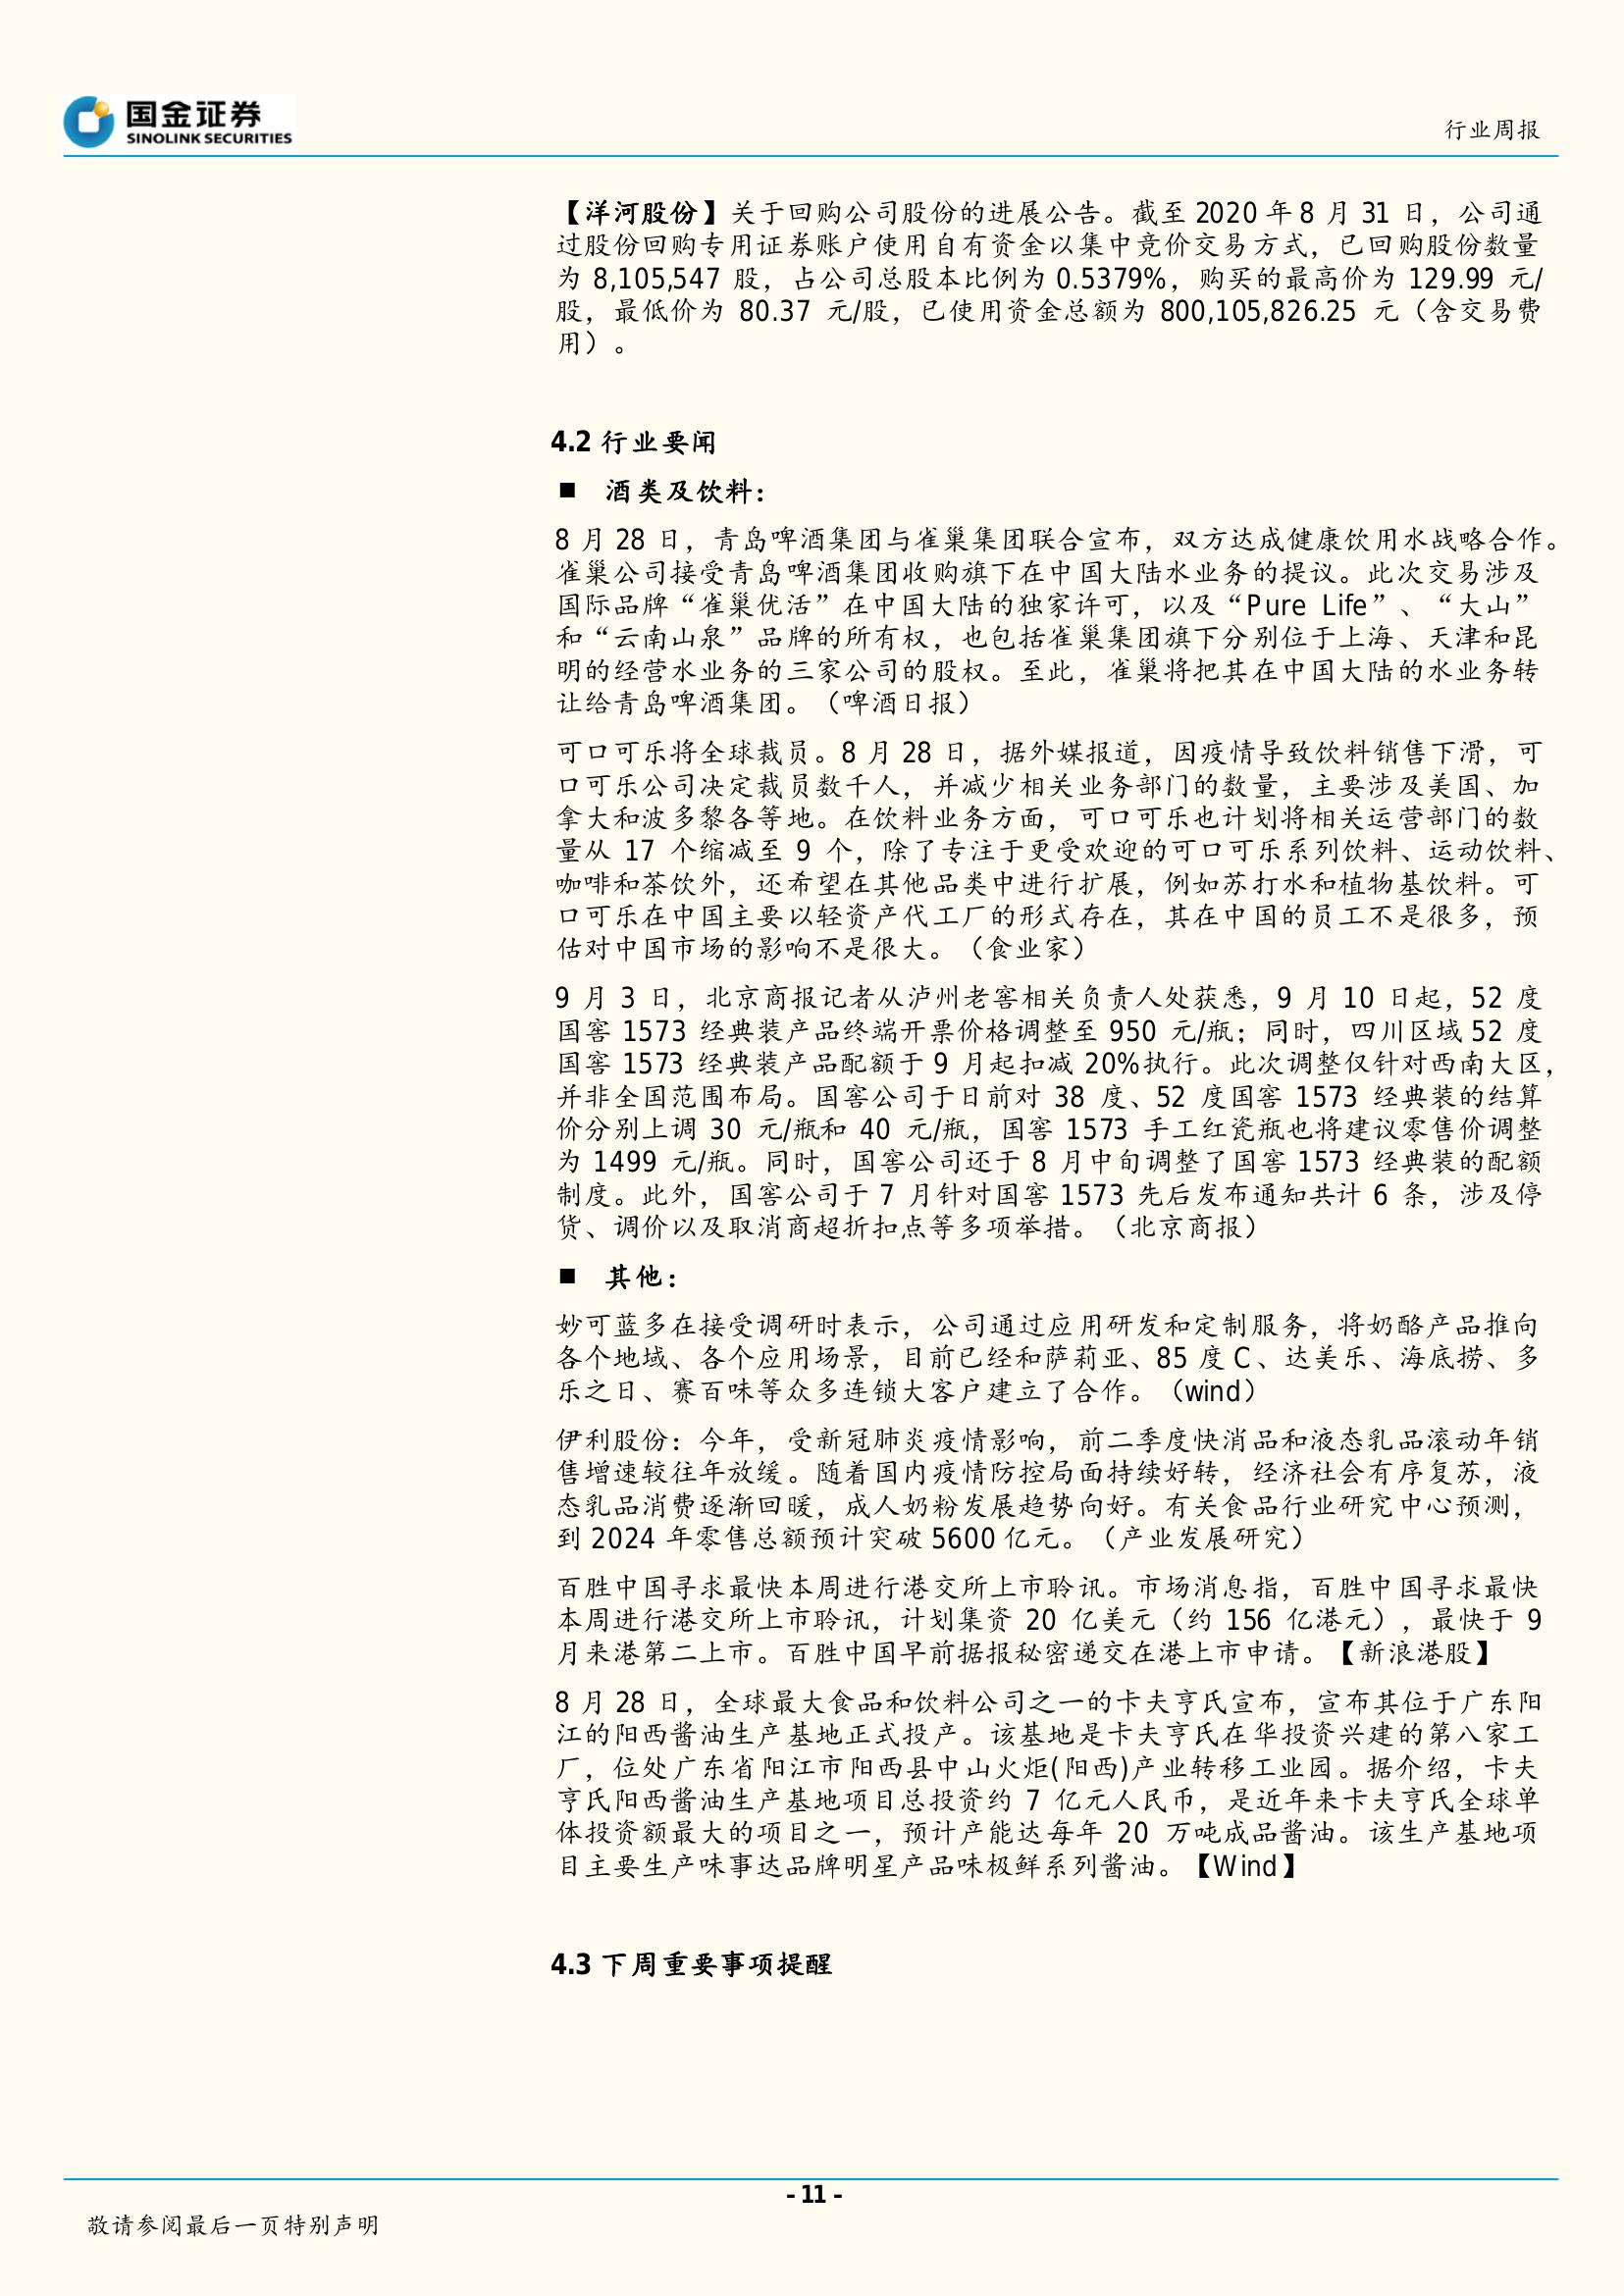 国金证券
SINOLINK SECURITIES
行业周报
【洋河股份】关于回购公司股份的进展公告。截至 2020 年 8 月 31 日，公司通
过股份回购专用证券账户使用自有资金以集中竞价交易方式，已回购股份数量
为 8,105,547 股，占公司总股本比例为 0.5379%，购买的最高价为 129.99 元/
股，最低价为 80.37 元/股，已使用资金总额为 800,105,826.25 元（含交易费
用）。
4.2 行业要闻
■ 酒类及饮料：
8 月 28 日，青岛啤酒集团与雀巢集团联合宣布，双方达成健康饮用水战略合作。
雀巢公司接受青岛啤酒集团收购旗下在中国大陆水业务的提议。此次交易涉及
国际品牌“雀巢优活”在中国大陆的独家许可，以及“Pure Life”、“大山”
和“云南山泉”品牌的所有权，也包括雀巢集团旗下分别位于上海、天津和昆
明的经营水业务的三家公司的股权。至此，雀巢将把其在中国大陆的水业务转
让给青岛啤酒集团。（啤酒日报）
可口可乐将全球裁员。8 月 28 日，据外媒报道，因疫情导致饮料销售下滑，可
口可乐公司决定裁员数千人，并减少相关业务部门的数量，主要涉及美国、加
拿大和波多黎各等地。在饮料业务方面，可口可乐也计划将相关运营部门的数
量从 17 个缩减至 9 个，除了专注于更受欢迎的可口可乐系列饮料、运动饮料、
咖啡和茶饮外，还希望在其他品类中进行扩展，例如苏打水和植物基饮料。可
口可乐在中国主要以轻资产代工厂的形式存在，其在中国的员工不是很多，预
估对中国市场的影响不是很大。（食业家）
9 月 3 日，北京商报记者从泸州老窖相关负责人处获悉，9 月 10 日起，52 度
国窖 1573 经典装产品终端开票价格调整至 950 元/瓶；同时，四川区域 52 度
国窖 1573 经典装产品配额于 9 月起扣减 20%执行。此次调整仅针对西南大区，
并非全国范围布局。国窖公司于日前对 38 度、52 度国窖 1573 经典装的结算
价分别上调 30 元/瓶和 40 元/瓶，国窖 1573 手工红瓷瓶也将建议零售价调整
为 1499 元/瓶。同时，国窖公司还于 8 月中旬调整了国窖 1573 经典装的配额
制度。此外，国窖公司于 7 月针对国窖 1573 先后发布通知共计 6 条，涉及停
货、调价以及取消商超折扣点等多项举措。（北京商报）
■ 其他：
妙可蓝多在接受调研时表示，公司通过应用研发和定制服务，将奶酪产品推向
各个地域、各个应用场景，目前已经和萨莉亚、85 度 C、达美乐、海底捞、多
乐之日、赛百味等众多连锁大客户建立了合作。（wind）
伊利股份：今年，受新冠肺炎疫情影响，前二季度快消品和液态乳品滚动年销
售增速较往年放缓。随着国内疫情防控局面持续好转，经济社会有序复苏，液
态乳品消费逐渐回暖，成人奶粉发展趋势向好。有关食品行业研究中心预测，
到 2024 年零售总额预计突破 5600 亿元。（产业发展研究）
百胜中国寻求最快本周进行港交所上市聆讯。市场消息指，百胜中国寻求最快
本周进行港交所上市聆讯，计划集资 20 亿美元（约 156 亿港元），最快于 9
月来港第二上市。百胜中国早前据报秘密递交在港上市申请。【新浪港股】
8 月 28 日，全球最大食品和饮料公司之一的卡夫亨氏宣布，宣布其位于广东阳
江的阳西酱油生产基地正式投产。该基地是卡夫亨氏在华投资兴建的第八家工
厂，位处广东省阳江市阳西县中山火炬(阳西)产业转移工业园。据介绍，卡夫
亨氏阳西酱油生产基地项目总投资约 7 亿元人民币，是近年来卡夫亨氏全球单
体投资额最大的项目之一，预计产能达每年 20 万吨成品酱油。该生产基地项
目主要生产味事达品牌明星产品味极鲜系列酱油。【Wind】
4.3 下周重要事项提醒
- 11 -
敬请参阅最后一页特别声明